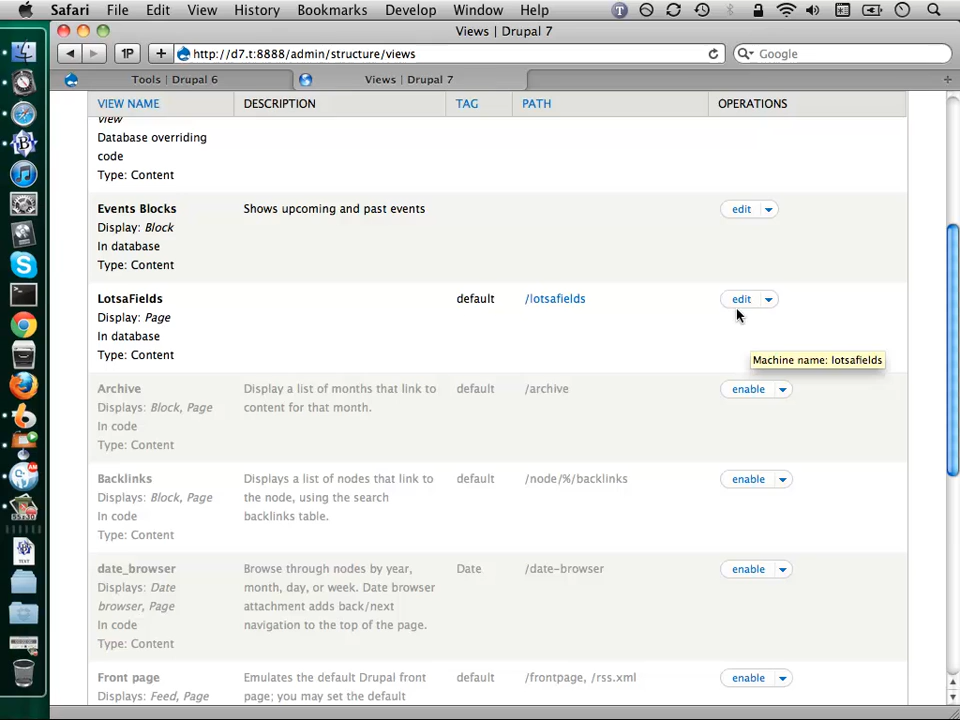 Safari File Edit View History Bookmarks Develop Window Help
Views | Drupal 7
1P
http://d7.t:8888/admin/structure/views
Google
Tools | Drupal 6
Views | Drupal 7
VIEW NAME DESCRIPTION TAG PATH OPERATIONS
view
Database overriding
code
Type: Content
Events Blocks Shows upcoming and past events edit
Display: Block
In database
Type: Content
LotsaFields default /lotsafields edit
Display: Page
In database
Type: Content
Machine name: lotsafields
Archive Display a list of months that link to default /archive enable
Displays: Block, Page content for that month.
In code
Type: Content
Backlinks Displays a list of nodes that link to default /node/%/backlinks enable
Displays: Block, Page the node, using the search
In code backlinks table.
Type: Content
date_browser Browse through nodes by year, Date /date-browser enable
Displays: Date month, day, or week. Date browser
browser, Page attachment adds back/next
In code navigation to the top of the page.
Type: Content
Front page Emulates the default Drupal front default /frontpage, /rss.xml enable
Displays: Feed, Page page; you may set the default